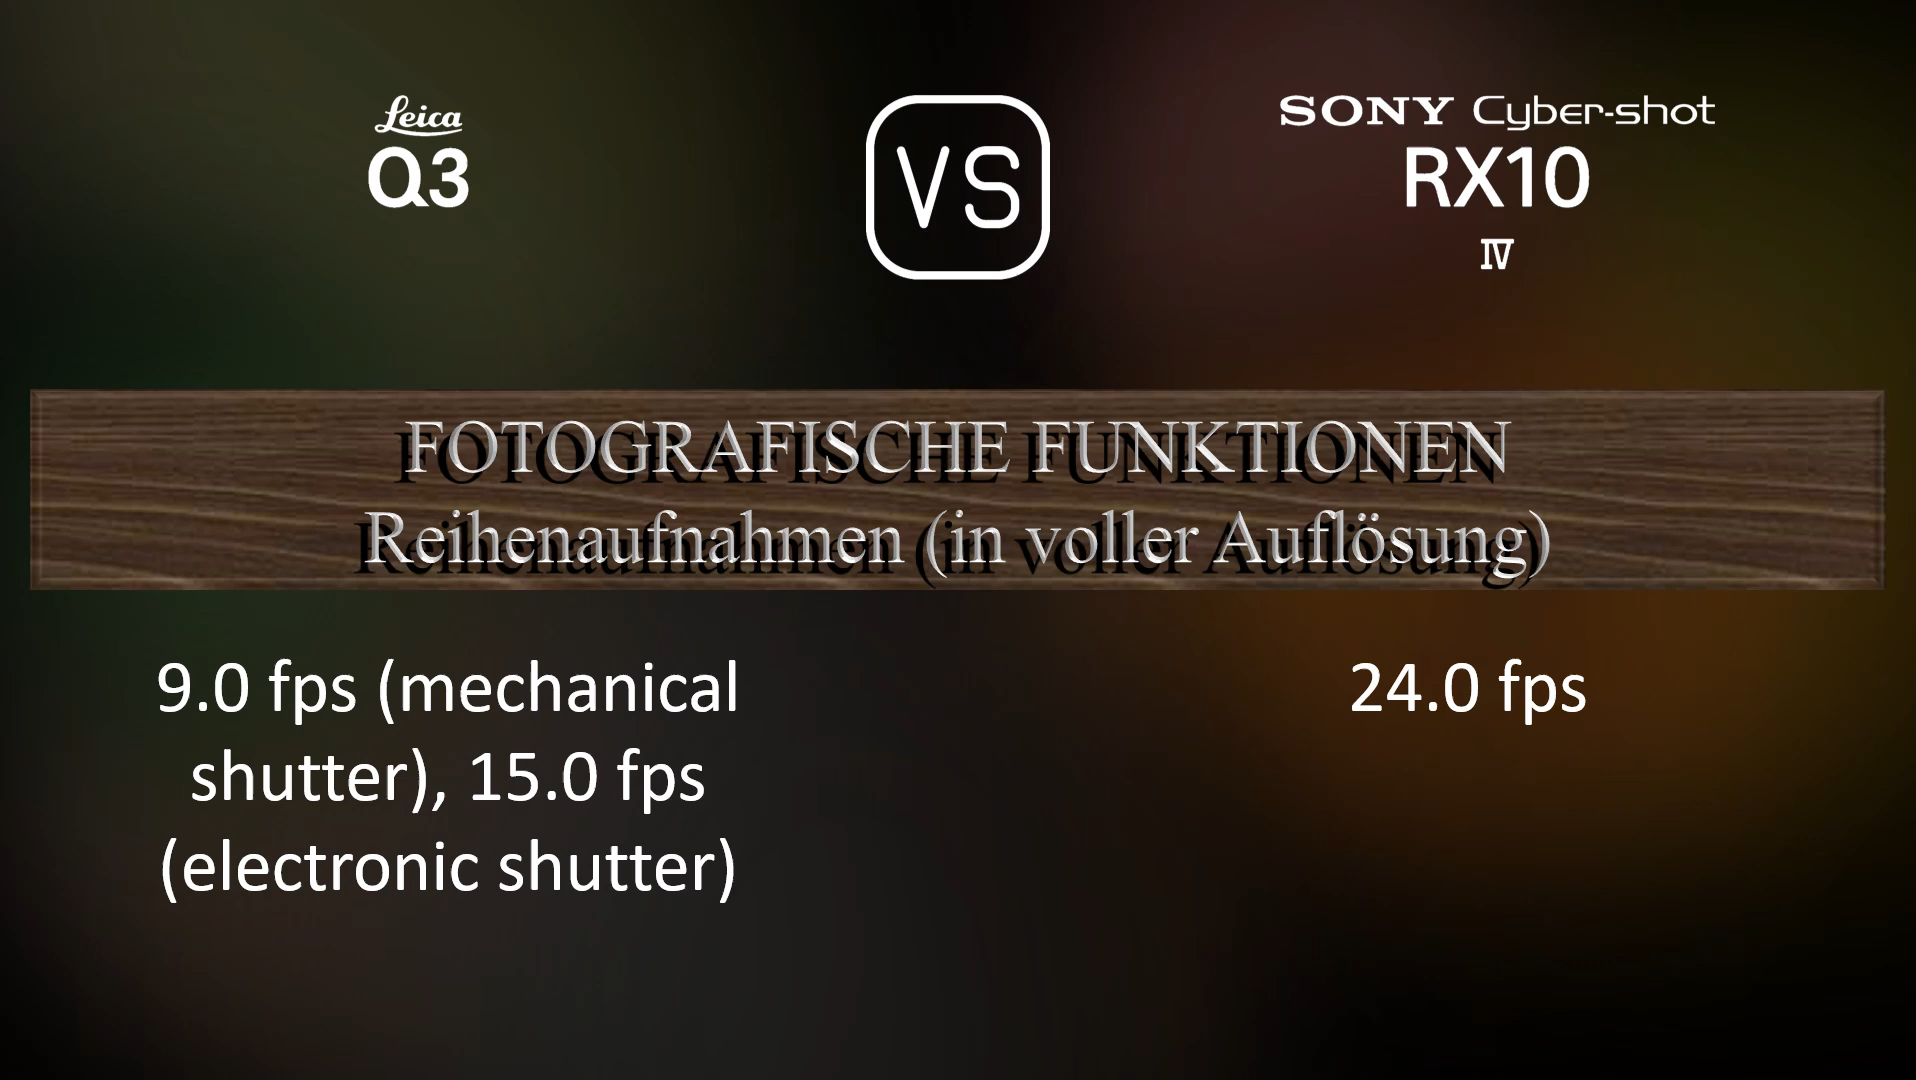 Leica
Q3
VS
SONY Cyber-shot
RX10
IV
FOTOGRAFISCHE FUNKTIONEN
Reihenaufnahmen (in voller Auflösung)
9.0 fps (mechanical
shutter), 15.0 fps
(electronic shutter)
24.0 fps